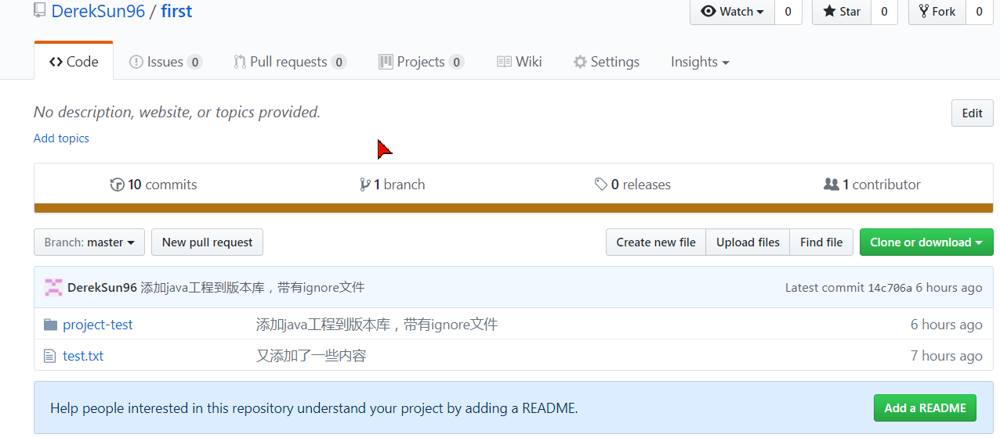 DerekSun96 / first
Watch 0 Star 0 Fork 0
Code Issues 0 Pull requests 0 Projects 0 Wiki Settings Insights
No description, website, or topics provided.
Edit
Add topics
10 commits 1 branch 0 releases 1 contributor
Branch: master New pull request Create new file Upload files Find file Clone or download
DerekSun96 添加java工程到版本库，带有ignore文件 Latest commit 14c706a 6 hours ago
project-test 添加java工程到版本库，带有ignore文件 6 hours ago
test.txt 又添加了一些内容 7 hours ago
Help people interested in this repository understand your project by adding a README. Add a README